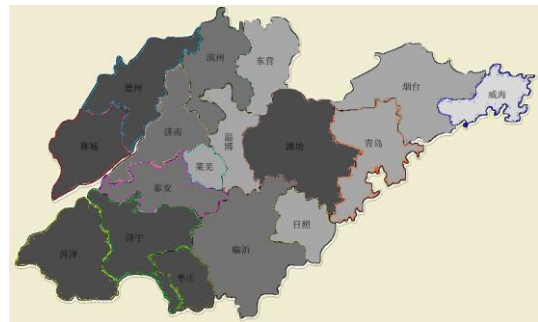 滨州
东营
德州
烟台
威海
聊城
济南
淄
博
潍坊
青岛
莱芜
泰安
日照
济宁
临沂
菏泽
枣庄